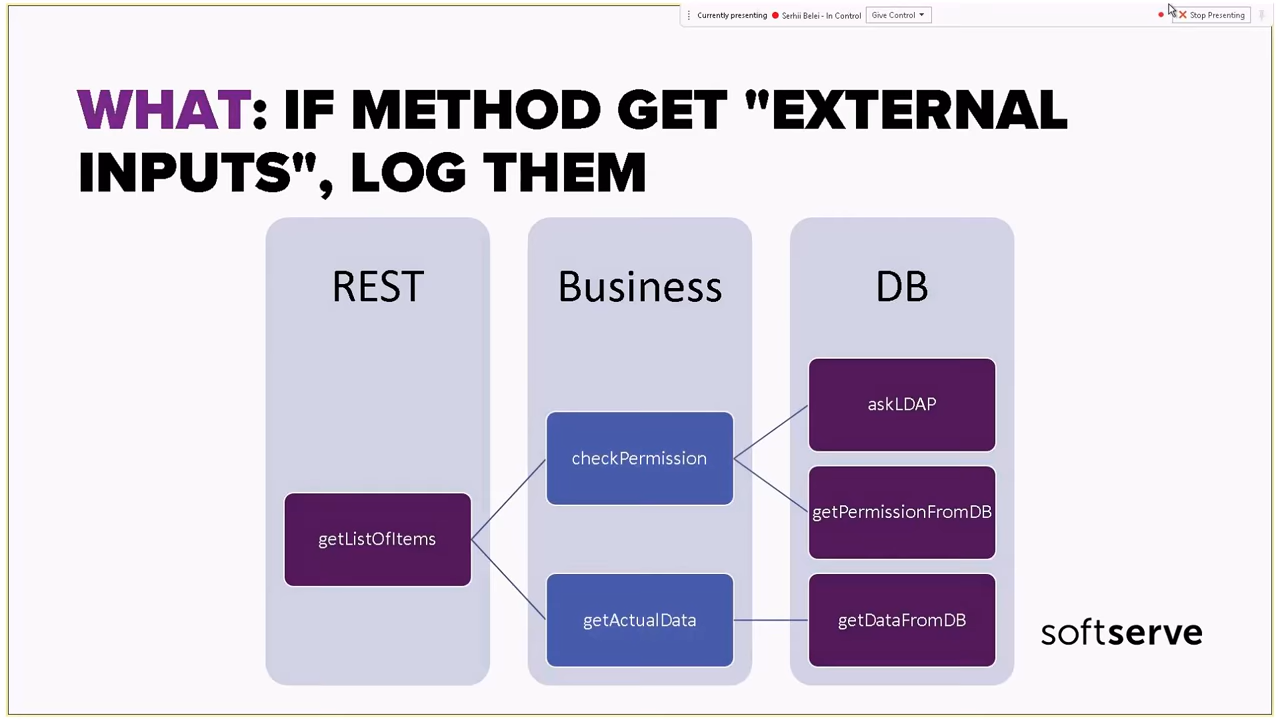 Currently presenting Serhii Belei - In Control Give Control Stop Presenting
WHAT: IF METHOD GET "EXTERNAL
INPUTS", LOG THEM
REST Business DB
askLDAP
checkPermission
getPermissionFromDB
getListOfItems
getActualData getDataFromDB
softserve